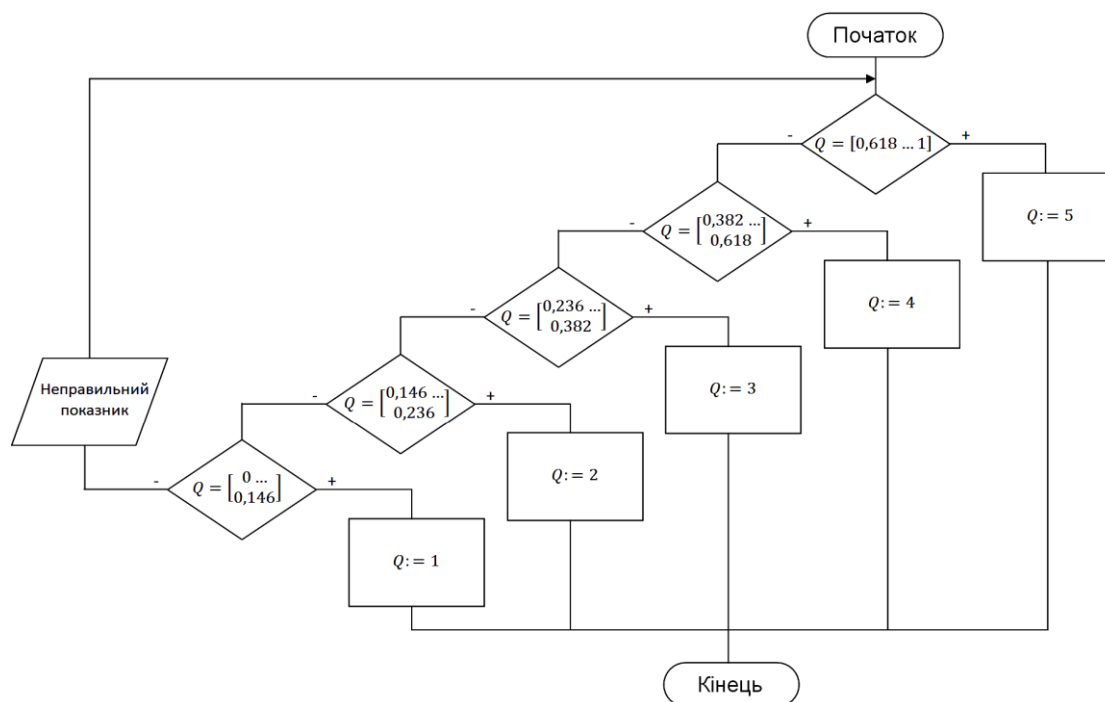 Початок
- +
Q = [0,618 … 1]
Q: = 5
- +
Q = [0,382 …
0,618]
Q: = 4
- +
Q = [0,236 …
0,382]
Q: = 3
- +
Q = [0,146 …
0,236]
Q: = 2
Неправильний
показник
- +
Q = [0 …
0,146]
Q: = 1
Кінець